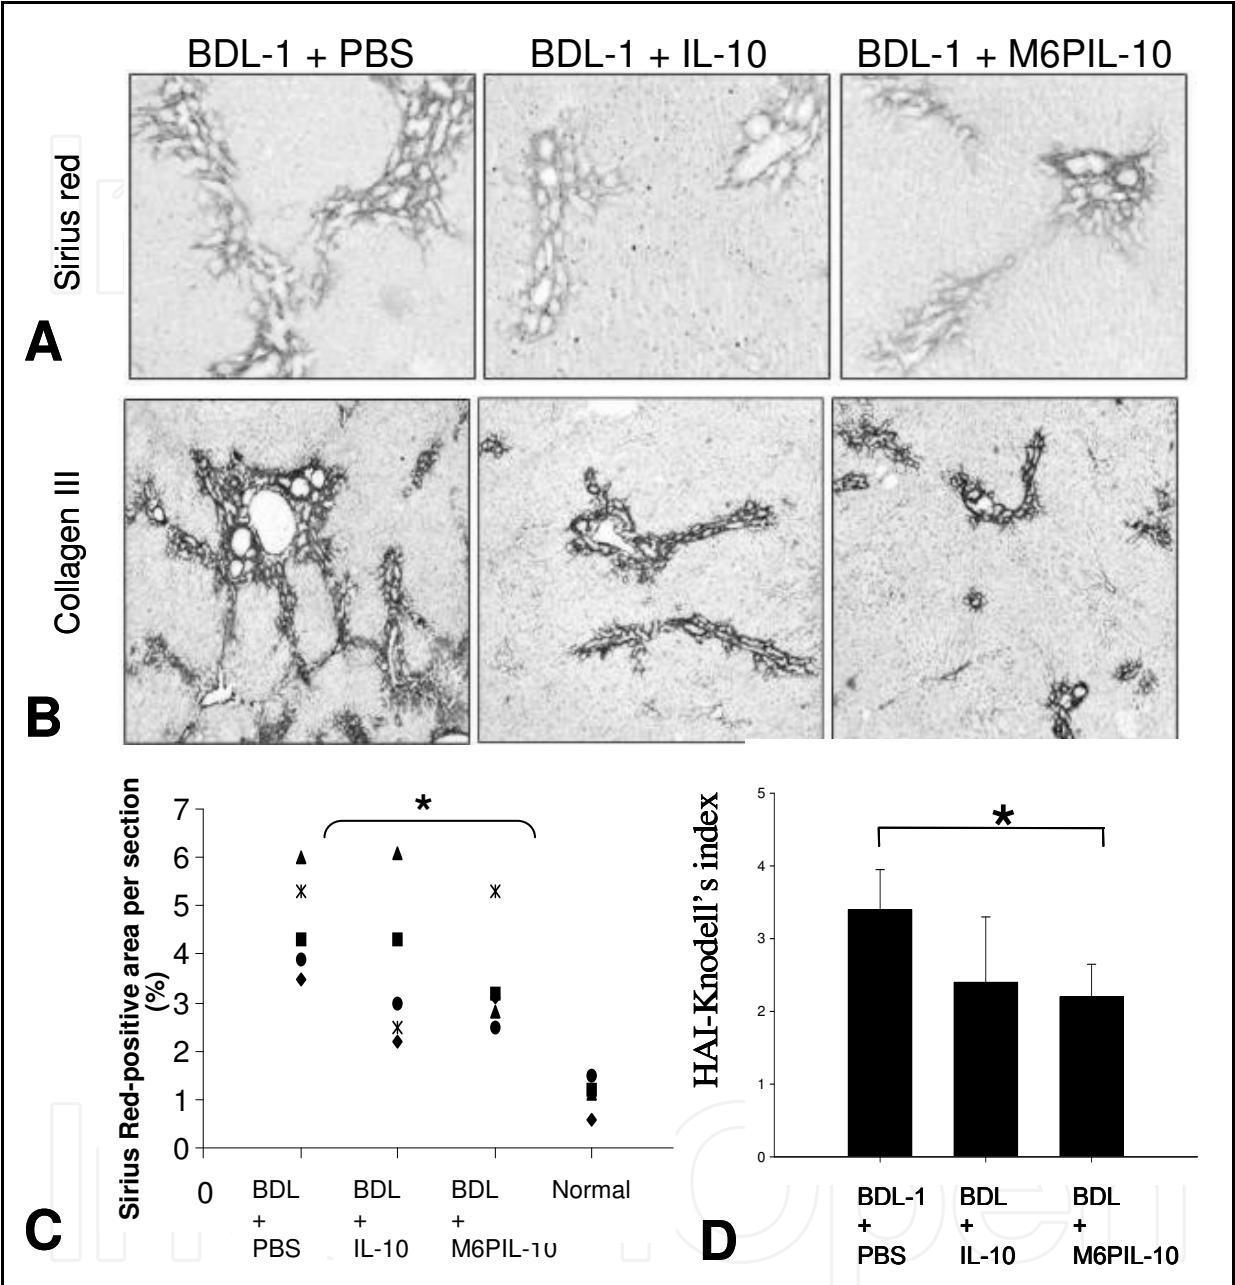 BDL-1 + PBS
BDL-1 + IL-10
BDL-1 + M6PIL-10
Sirius red
A
Collagen III
B
Sirius Red-positive area per section
(%)
7
6
5
4
3
2
1
0
*
0
BDL
+
PBS
BDL
+
IL-10
BDL
+
M6PIL-10
Normal
C
HAI-Knodell's index
5
4
3
2
1
0
*
BDL-1
+
PBS
BDL
+
IL-10
BDL
+
M6PIL-10
D